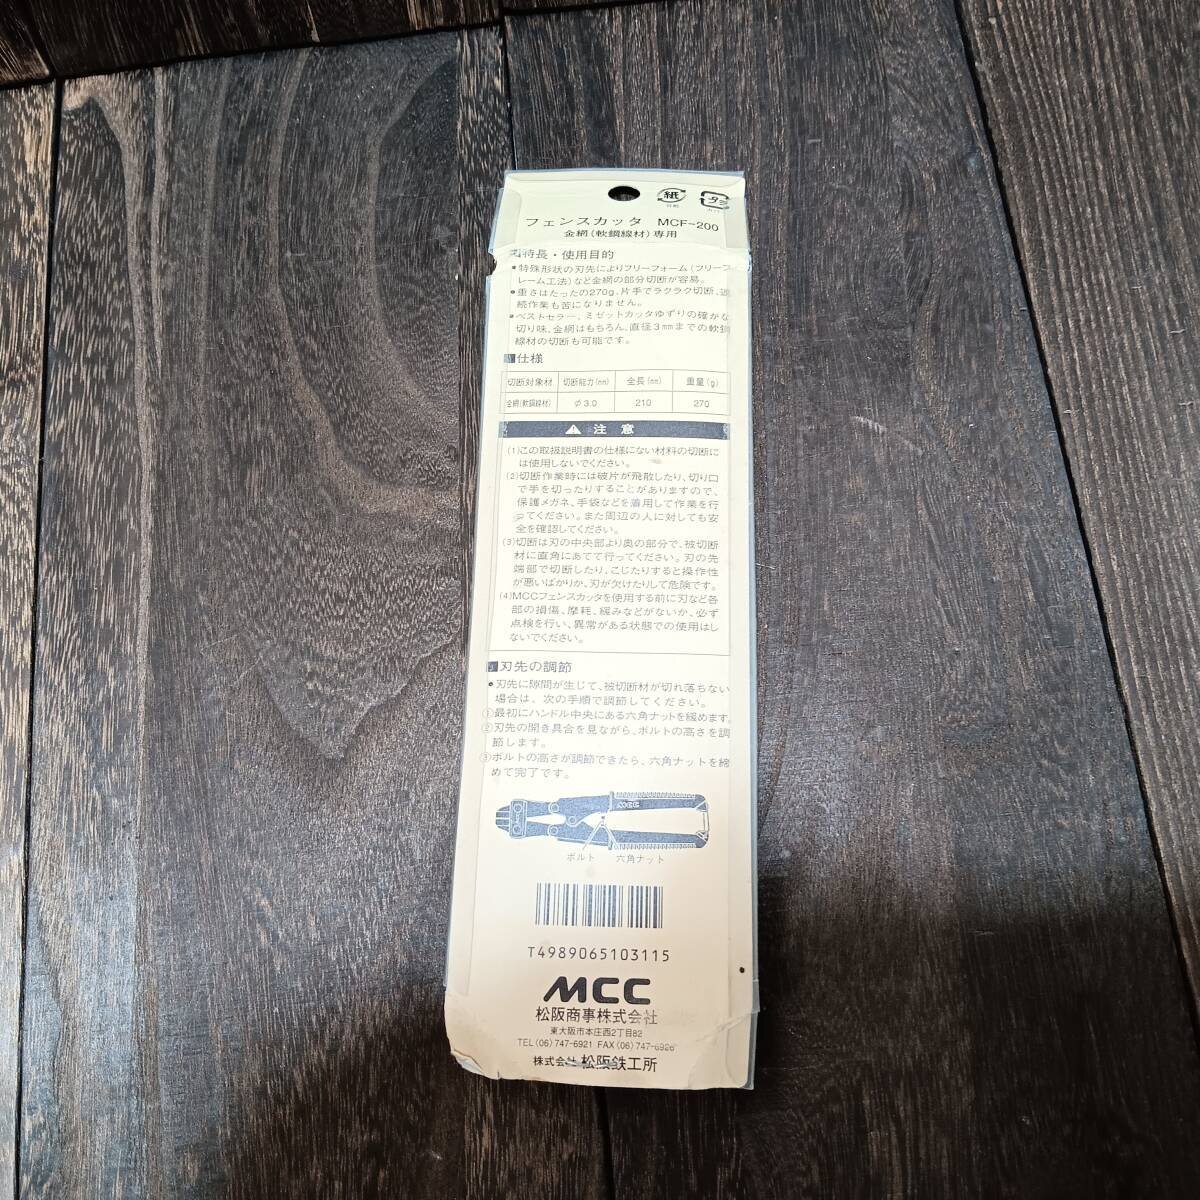 紙
フェンスカッタ MCF-200
金網(軟鋼線材)専用
特長・使用目的
●特殊形状の刃先によりフリーフォーム(フリーフ
レーム工法)など金網の部分切断が容易。
●重さはたったの270g、片手でラクラク切断、連
続作業も苦になりません。
●ベストセラー、ミゼットカッタゆずりの確かな
切り味、金網はもちろん、直径3mmまでの軟鋼
線材の切断も可能です。
■仕様
切断対象材 切断能力(mm) 全長(mm) 重量(g)
金網(軟鋼線材) φ3.0 210 270
⚠注意
(1)この取扱説明書の仕様にない材料の切断に
は使用しないでください。
(2)切断作業時には破片が飛散したり、切り口
で手を切ったりすることがありますので、
保護メガネ、手袋などを着用して作業を行
ってください。また周辺の人に対しても安
全を確認してください。
(3)切断は刃の中央部より奥の部分で、被切断
材に直角にあてて行ってください。刃の先
端部で切断したり、こじたりすると操作性
が悪いばかりか、刃が欠けたりして危険です。
(4)MCCフェンスカッタを使用する前に刃など各
部の損傷、摩耗、緩みなどがないか、必ず
点検を行い、異常がある状態での使用はし
ないでください。
■刃先の調節
●刃先に隙間が生じて、被切断材が切れ落ちない
場合は、次の手順で調節してください。
①最初にハンドル中央にある六角ナットを緩めます。
②刃先の開き具合を見ながら、ボルトの高さを調
節します。
③ボルトの高さが調節できたら、六角ナットを締
めて完了です。
MCC
ボルト 六角ナット
T4989065103115
MCC
松阪商事株式会社
東大阪市本庄西2丁目82
TEL(06)747-6921 FAX(06)747-6926
株式会社 松阪鉄工所